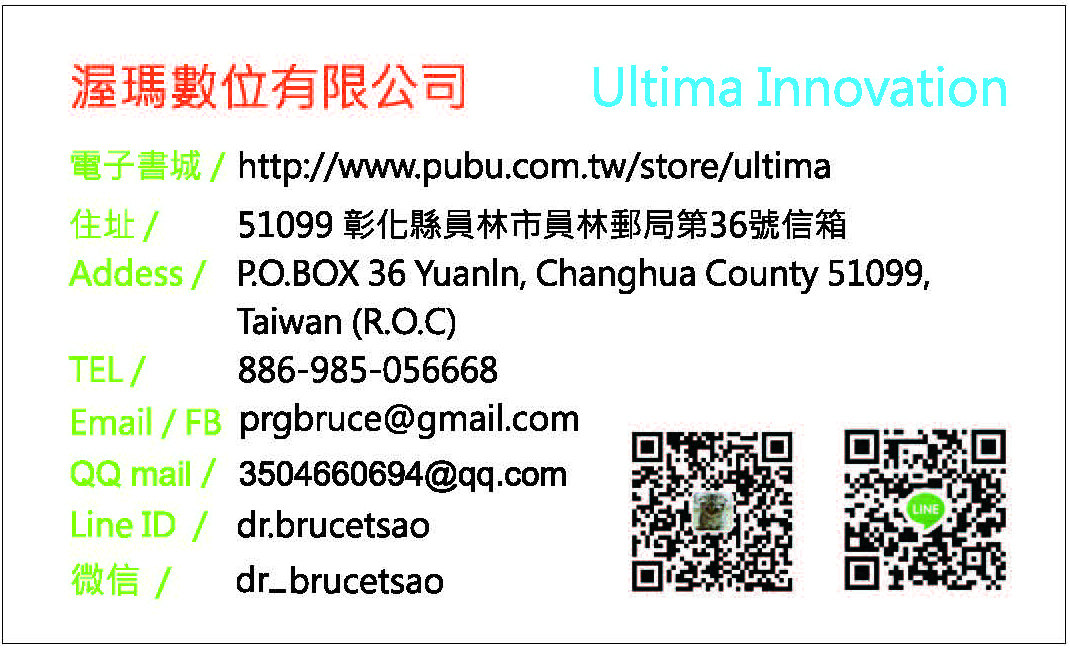 渥瑪數位有限公司 Ultima Innovation
電子書城 / http://www.pubu.com.tw/store/ultima
住址 / 51099 彰化縣員林市員林郵局第36號信箱
Addess / P.O.BOX 36 Yuanln, Changhua County 51099,
Taiwan (R.O.C)
TEL / 886-985-056668
Email / FB prgbruce@gmail.com
QQ mail / 3504660694@qq.com
Line ID / dr.brucetsao
微信 / dr_brucetsao
LINE